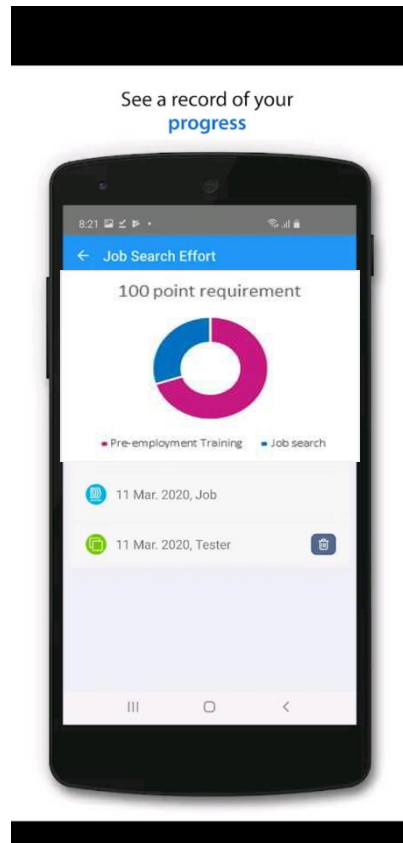 See a record of your
progress
8:21
Job Search Effort
100 point requirement
Pre-employment Training Job search
11 Mar. 2020, Job
11 Mar. 2020, Tester